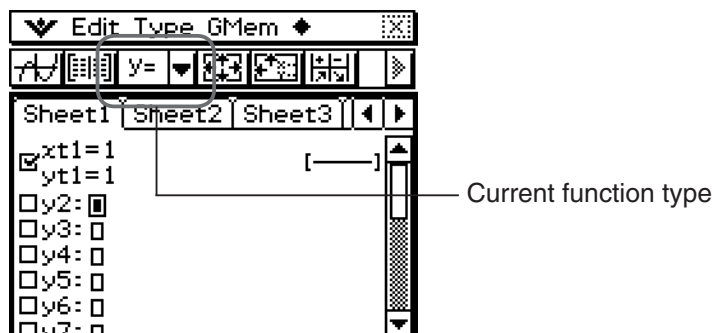 Edit Type GMem ◆
y=
Sheet1 Sheet2 Sheet3
xt1=1
yt1=1
Current function type
y2:
y3:
y4:
y5:
y6:
y7: